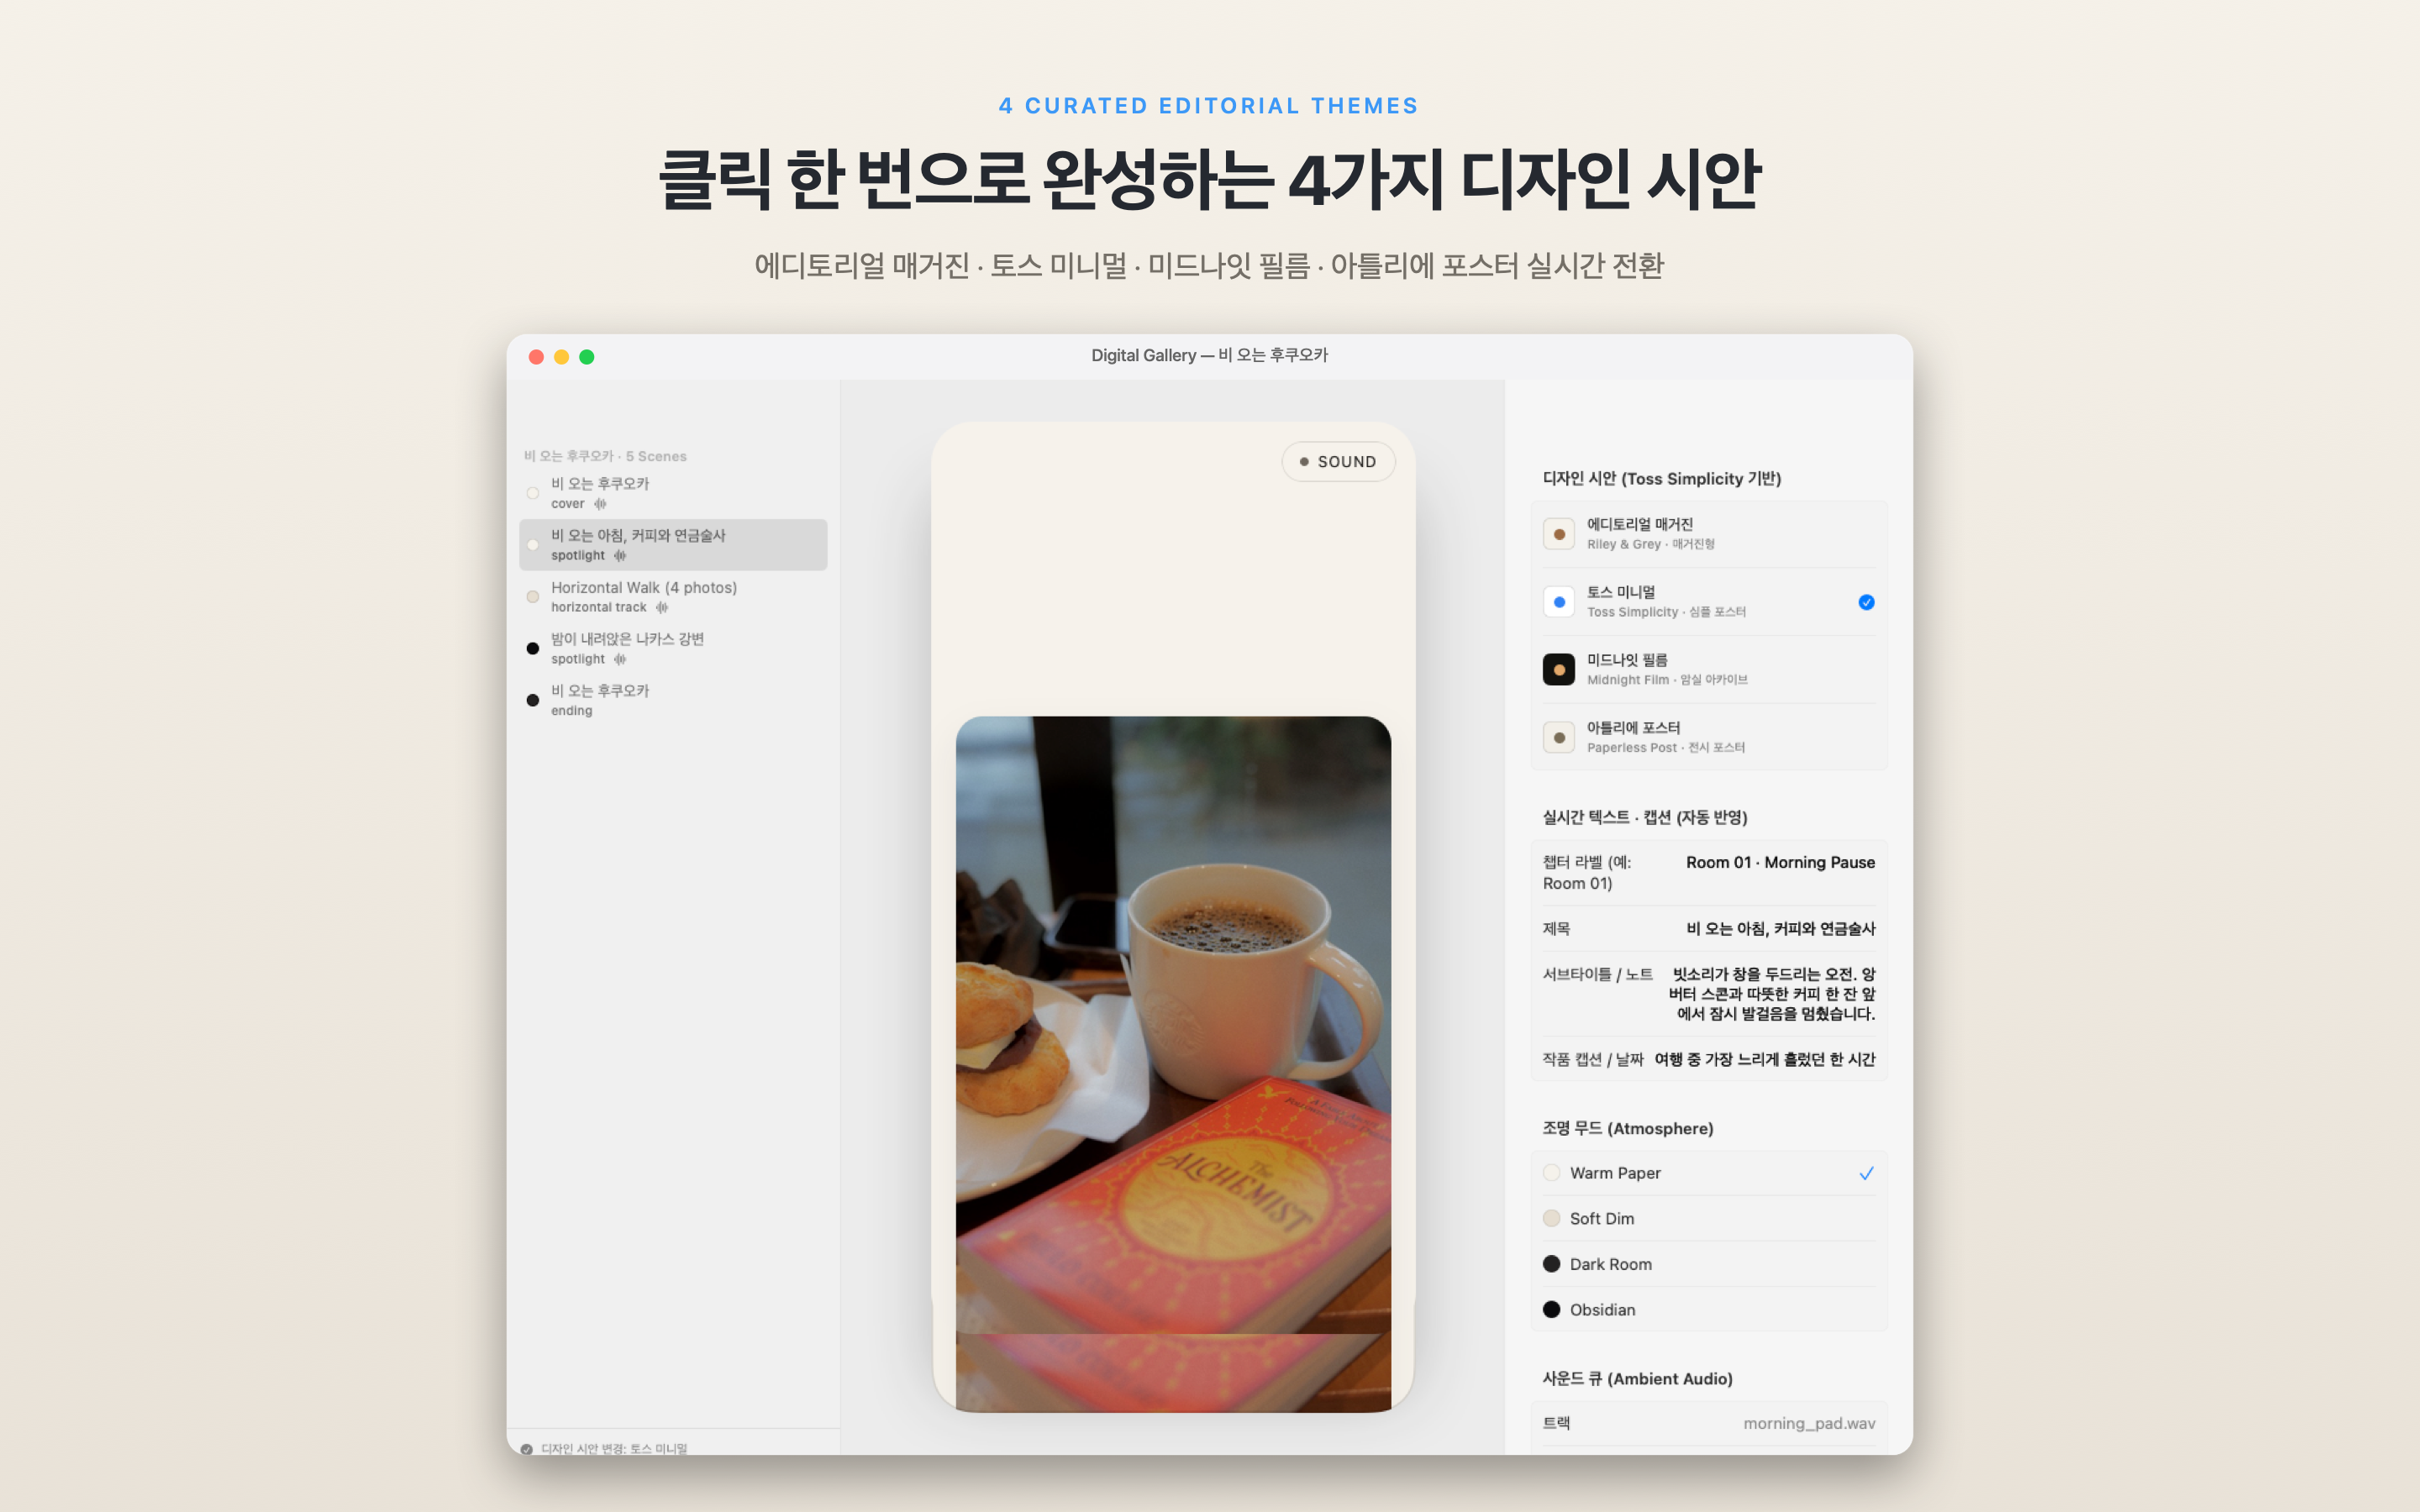 4 CURATED EDITORIAL THEMES
클릭 한 번으로 완성하는 4가지 디자인 시안
에디토리얼 매거진 · 토스 미니멀 · 미드나잇 필름 · 아틀리에 포스터 실시간 전환
Digital Gallery — 비 오는 후쿠오카
비 오는 후쿠오카 · 5 Scenes
비 오는 후쿠오카
cover
비 오는 아침, 커피와 연금술사
spotlight
Horizontal Walk (4 photos)
horizontal track
밤이 내려앉은 나카스 강변
spotlight
비 오는 후쿠오카
ending
디자인 시안 변경: 토스 미니멀
SOUND
The
ALCHEMIST
디자인 시안 (Toss Simplicity 기반)
에디토리얼 매거진
Riley & Grey · 매거진형
토스 미니멀
Toss Simplicity · 심플 포스터
미드나잇 필름
Midnight Film · 암실 아카이브
아틀리에 포스터
Paperless Post · 전시 포스터
실시간 텍스트 · 캡션 (자동 반영)
챕터 라벨 (예: Room 01)
Room 01 · Morning Pause
제목
비 오는 아침, 커피와 연금술사
서브타이틀 / 노트
빗소리가 창을 두드리는 오전. 앙
버터 스콘과 따뜻한 커피 한 잔 앞
에서 잠시 발걸음을 멈췄습니다.
작품 캡션 / 날짜
여행 중 가장 느리게 흘렀던 한 시간
조명 무드 (Atmosphere)
Warm Paper
Soft Dim
Dark Room
Obsidian
사운드 큐 (Ambient Audio)
트랙
morning_pad.wav